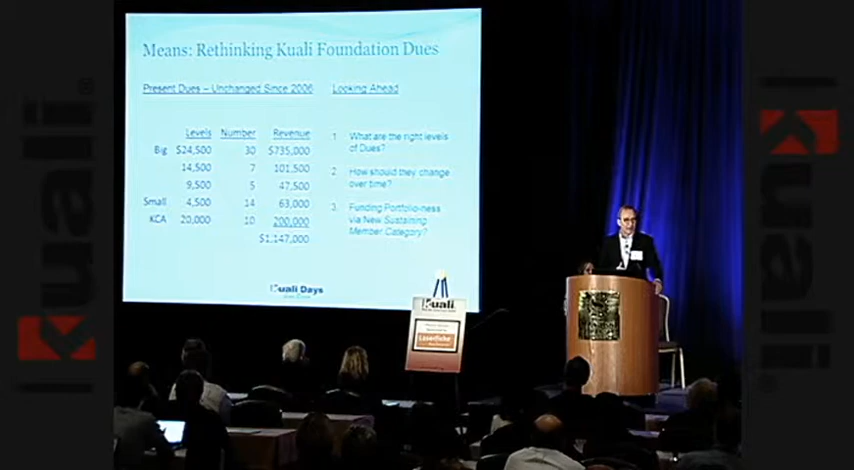 Means: Rethinking Kuali Foundation Dues
Present Dues – Unchanged Since 2006
Levels Number Revenue
Big $24,500 30 $735,000
14,500 7 101,500
9,500 5 47,500
Small 4,500 14 63,000
KCA 20,000 10 200,000
$1,147,000
Looking Ahead
1 What are the right levels
of Dues?
2. How should they change
over time?
3. Funding Portfolio-ness
via New Sustaining
Member Category?
Kuali Days
Kuali
Laserfiche
Kuali
Kuali